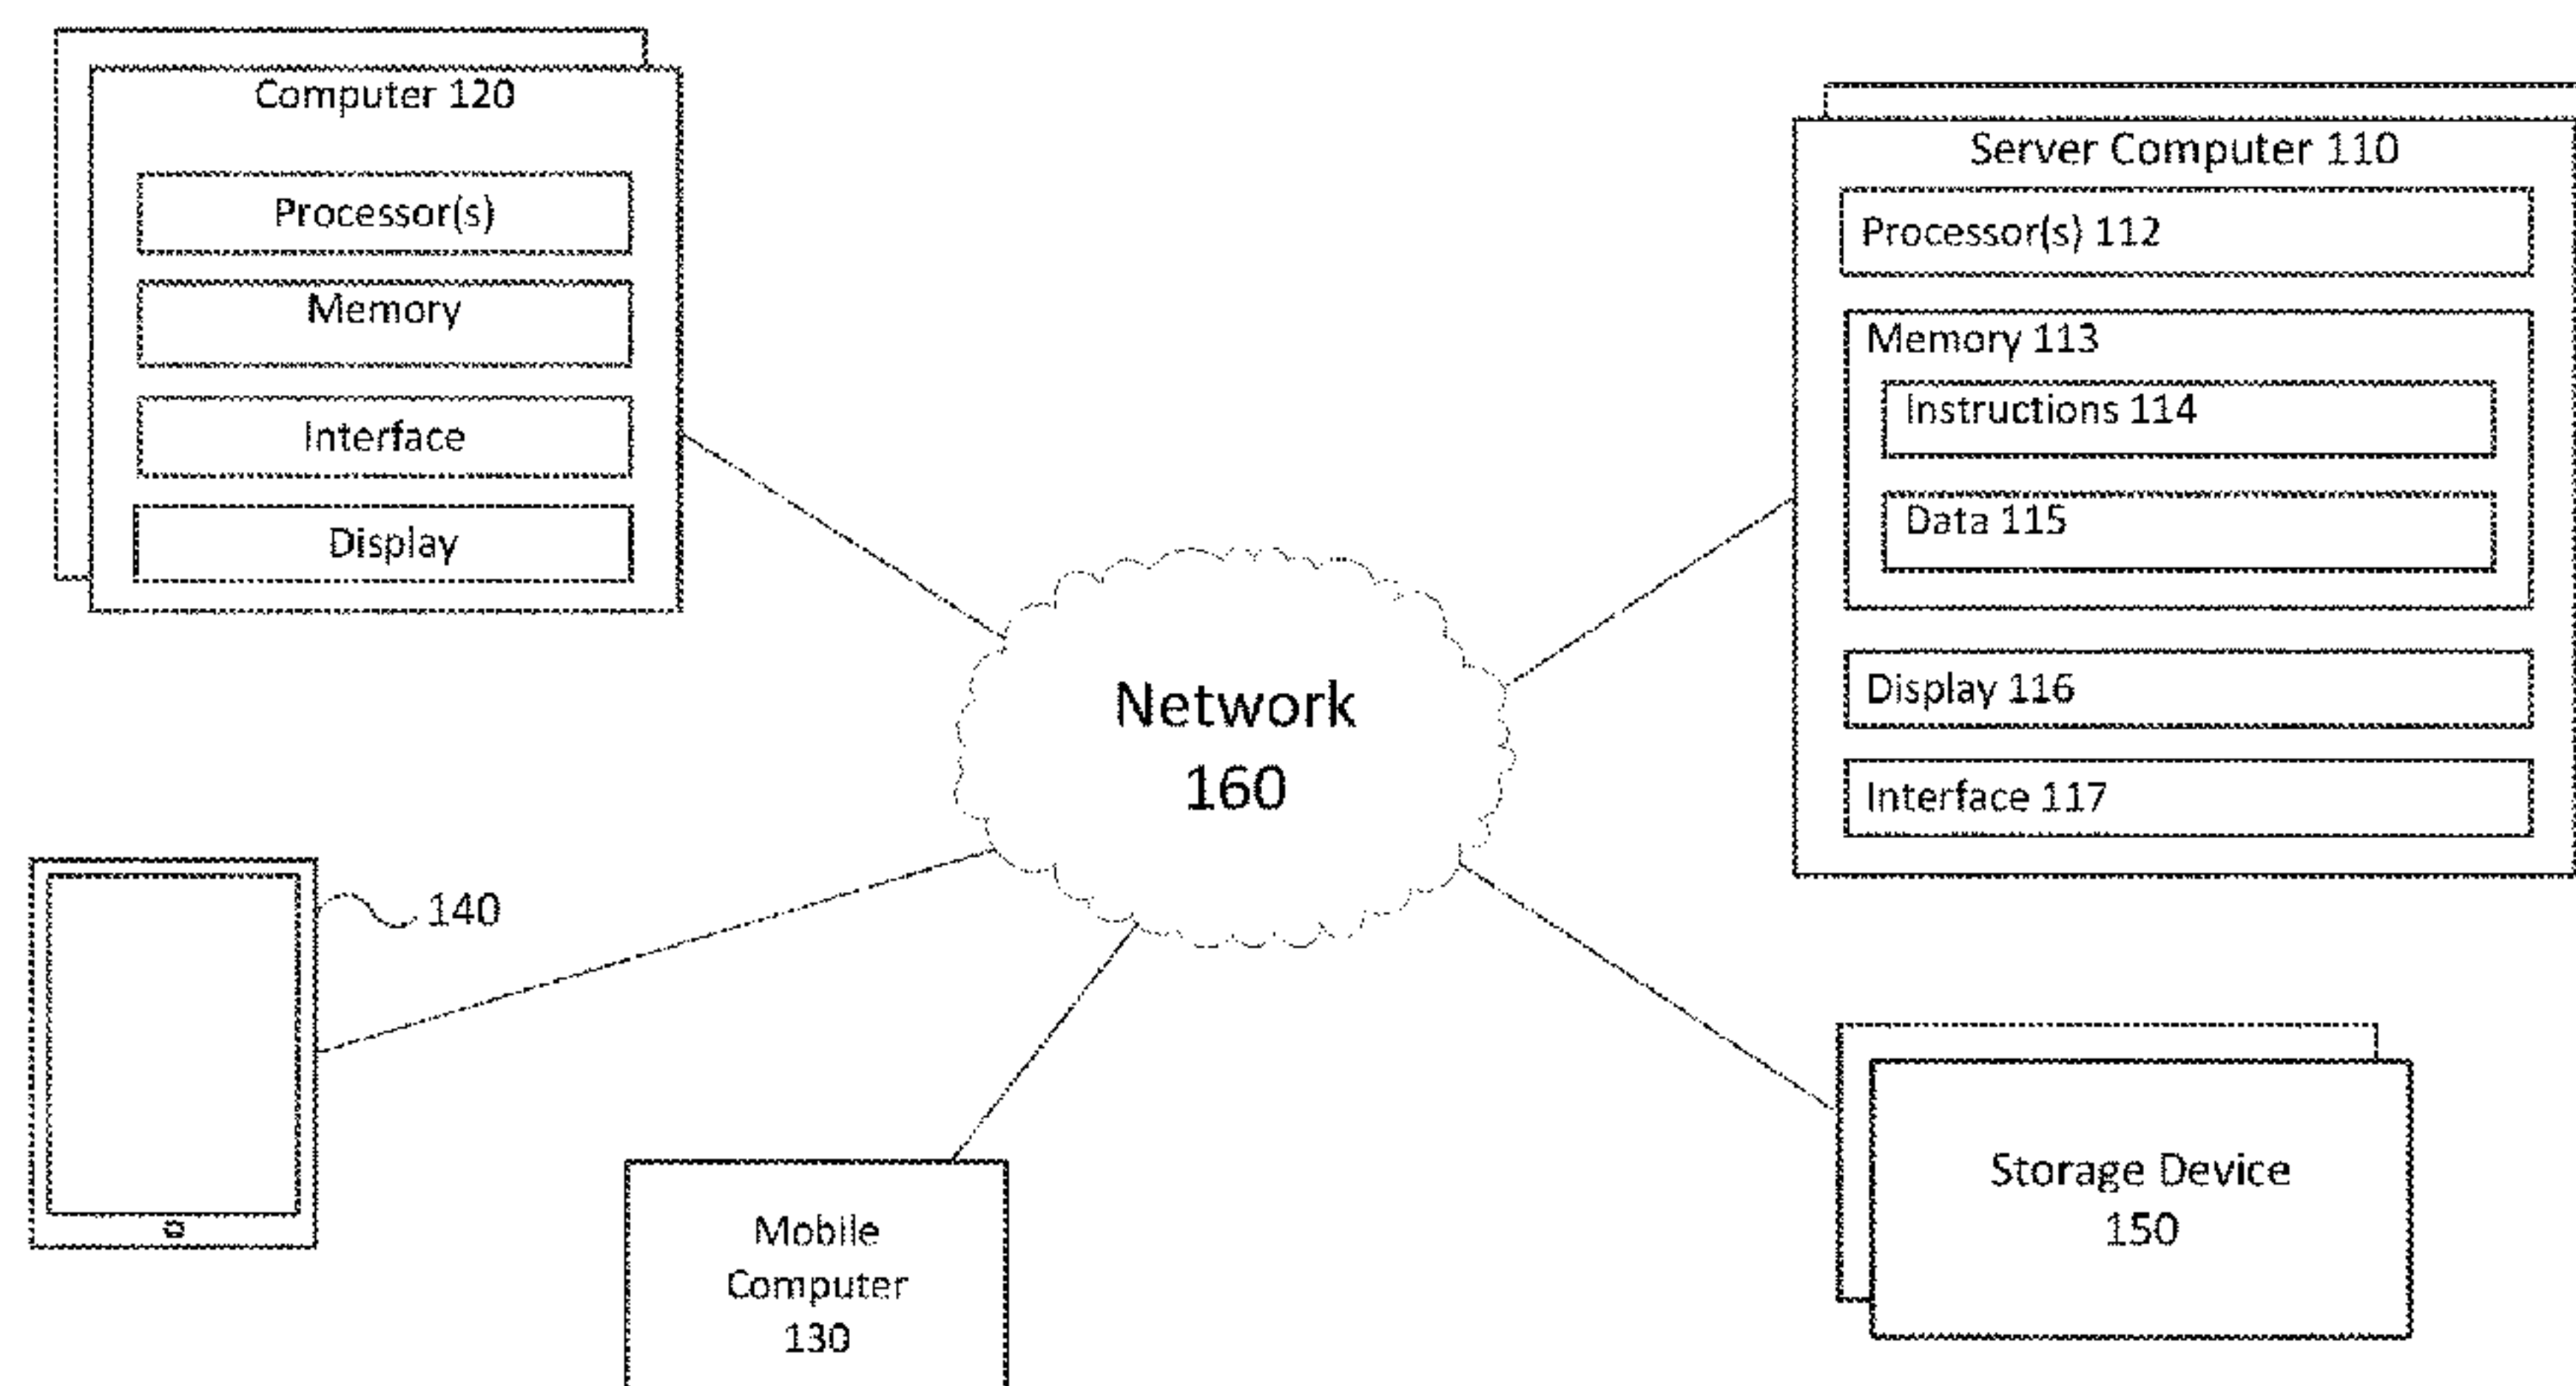 Computer 120
Processor(s)
Memory
Interface
Display
Server Computer 110
Processor(s) 112
Memory 113
Instructions 114
Data 115
Display 116
Interface 117
Network
160
140
Mobile
Computer
130
Storage Device
150